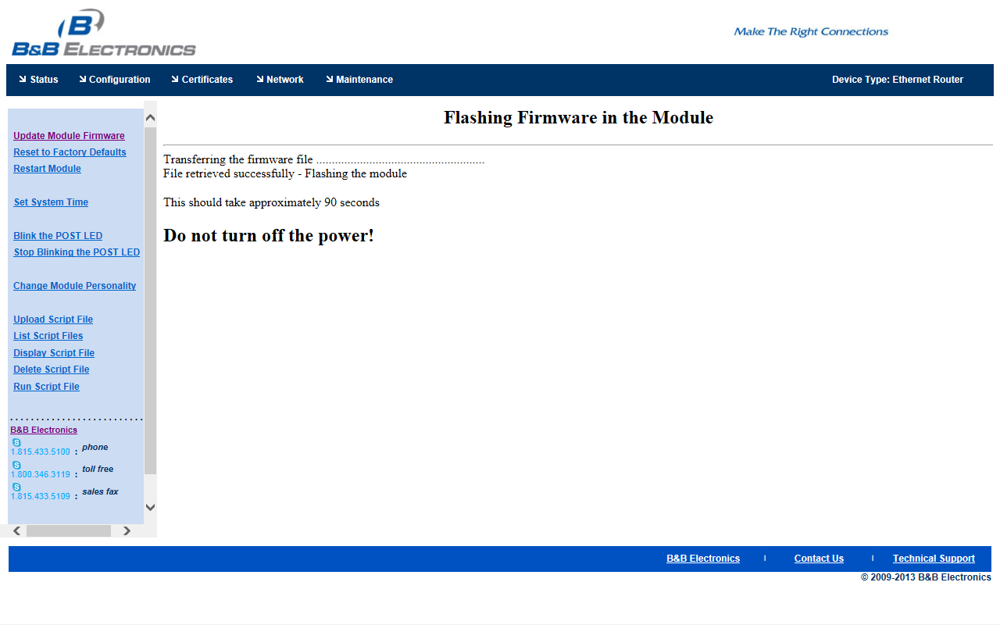 B&B ELECTRONICS
Make The Right Connections
Status Configuration Certificates Network Maintenance Device Type: Ethernet Router
Update Module Firmware
Reset to Factory Defaults
Restart Module
Set System Time
Blink the POST LED
Stop Blinking the POST LED
Change Module Personality
Upload Script File
List Script Files
Display Script File
Delete Script File
Run Script File
..........................
B&B Electronics
1.815.433.5100 : phone
1.800.346.3119 : toll free
1.815.433.5109 : sales fax
Flashing Firmware in the Module
Transferring the firmware file ......................................................
File retrieved successfully - Flashing the module
This should take approximately 90 seconds
Do not turn off the power!
B&B Electronics | Contact Us | Technical Support
© 2009-2013 B&B Electronics